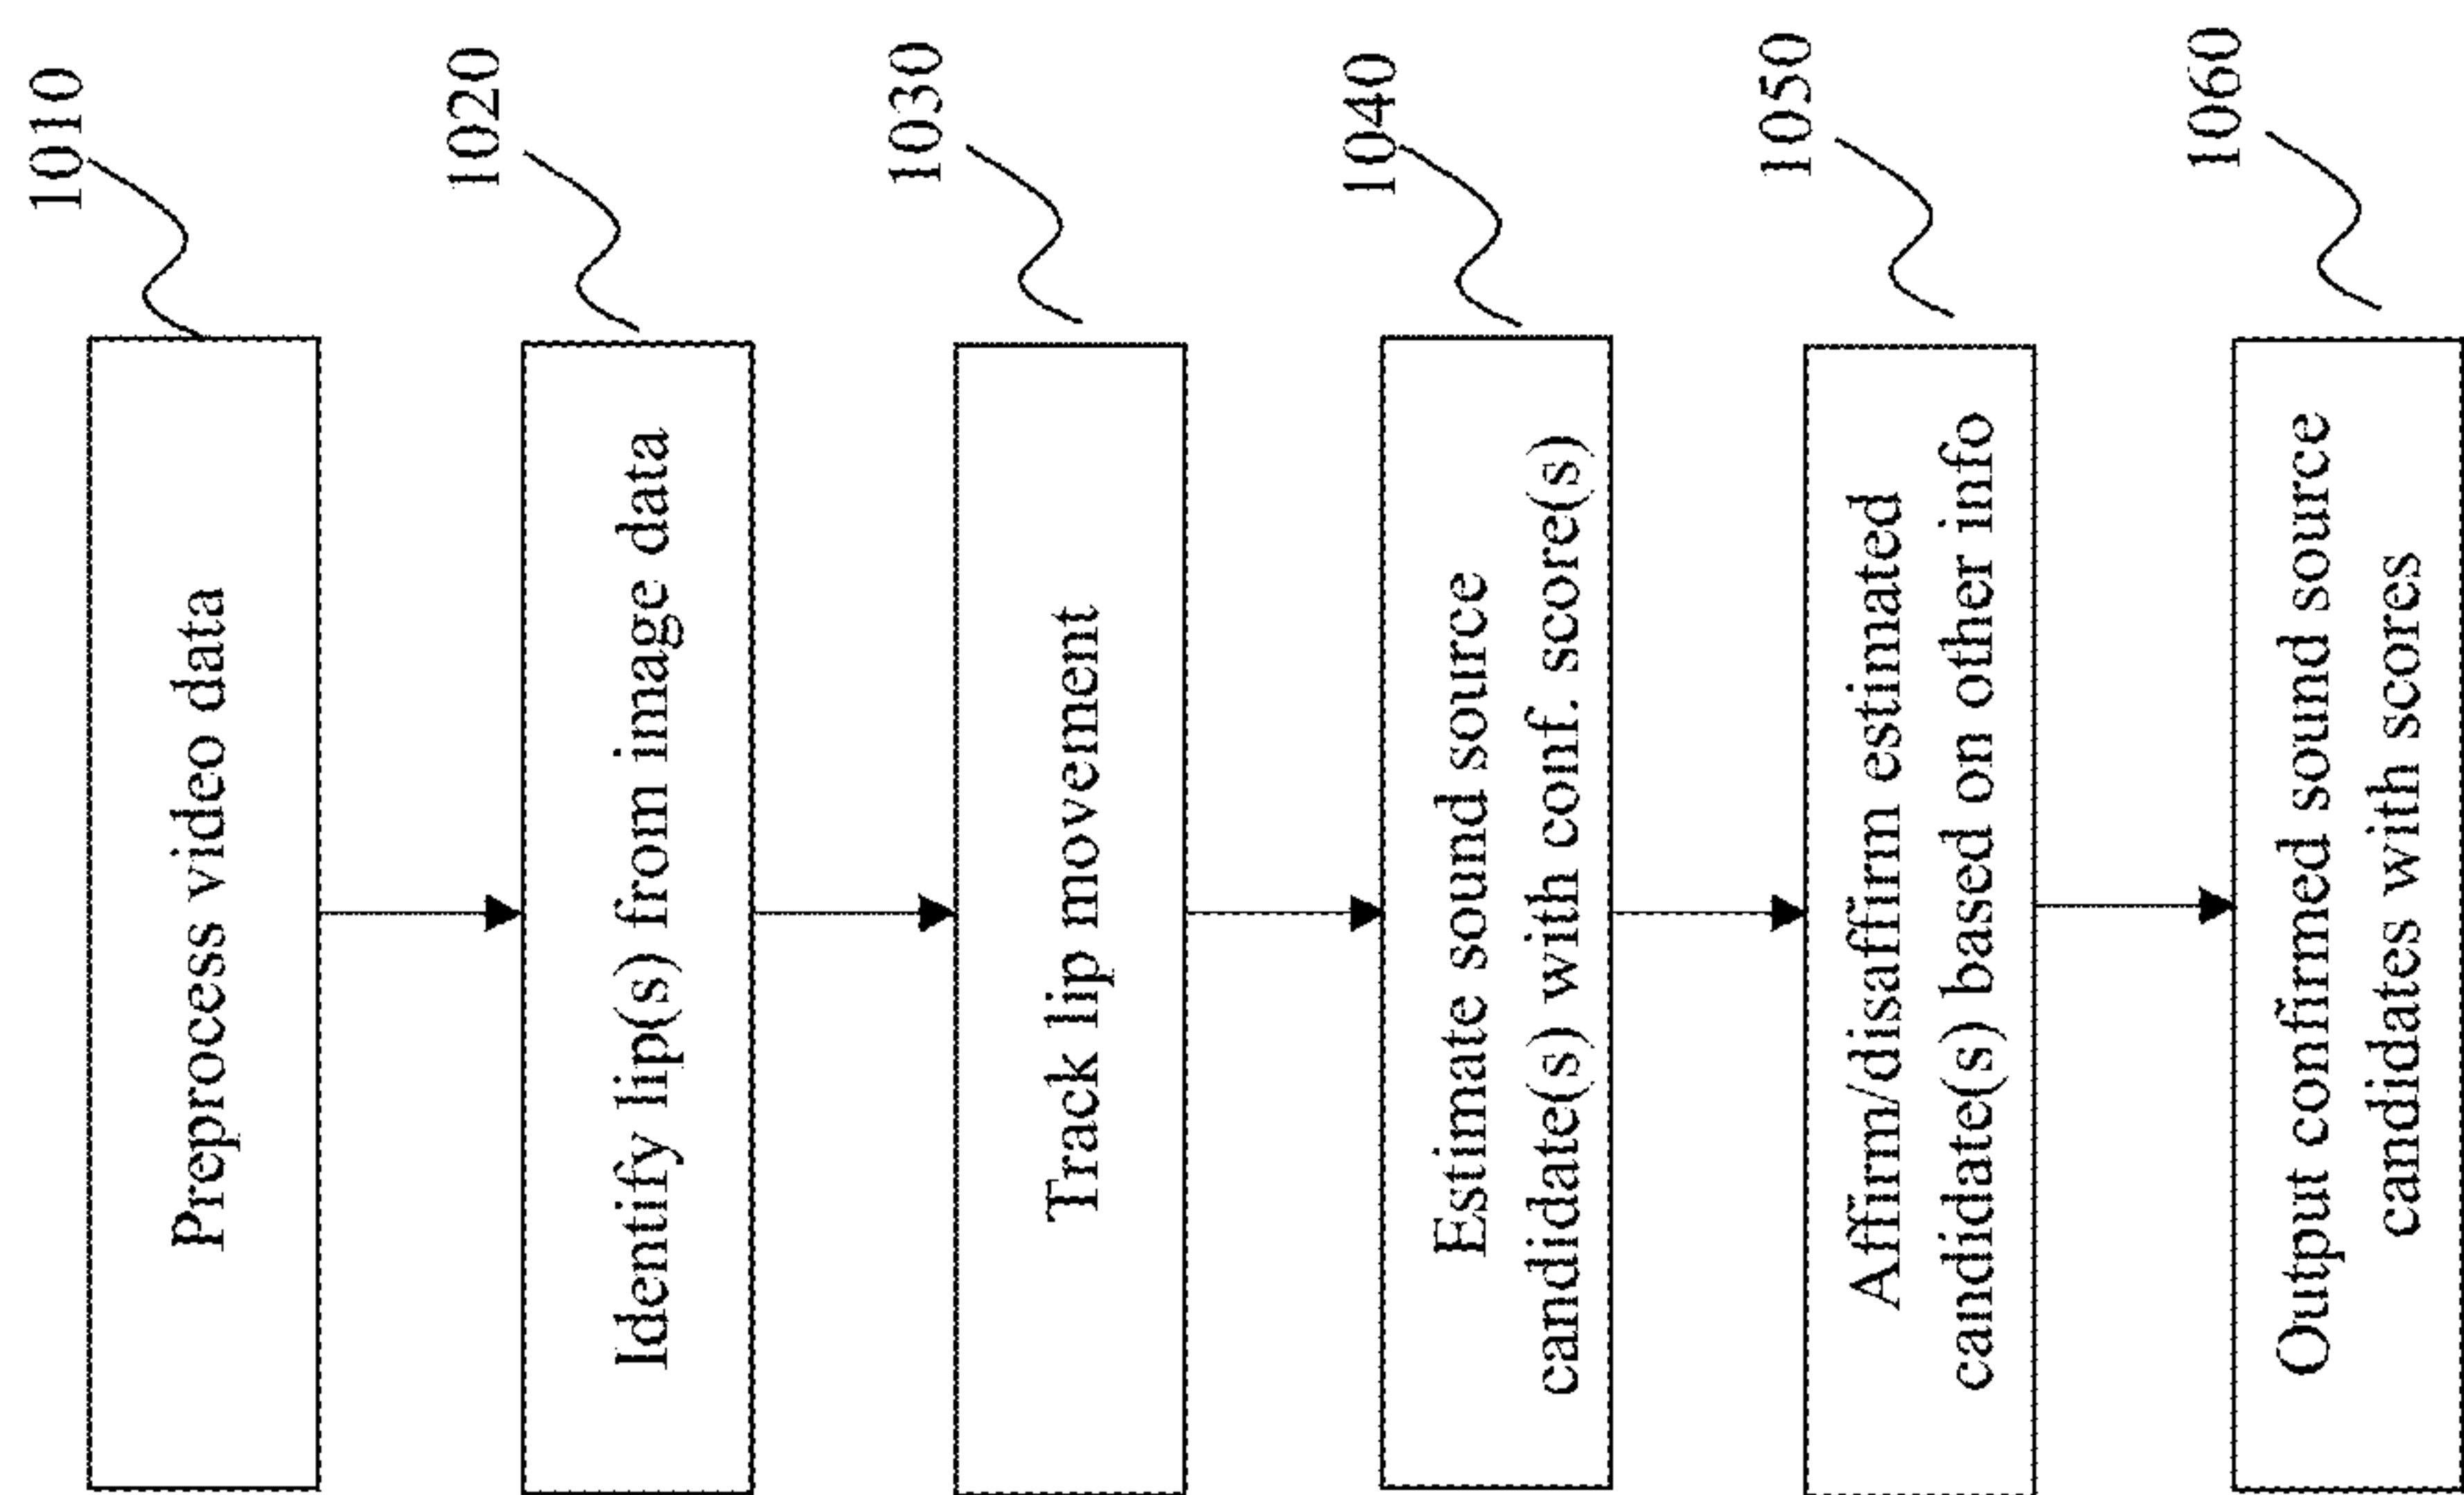 1010
Preprocess video data
1020
Identify lip(s) from image data
1030
Track lip movement
1040
Estimate sound source
candidate(s) with conf. score(s)
1050
Affirm/disaffirm estimated
candidate(s) based on other info
1060
Output confirmed sound source
candidates with scores